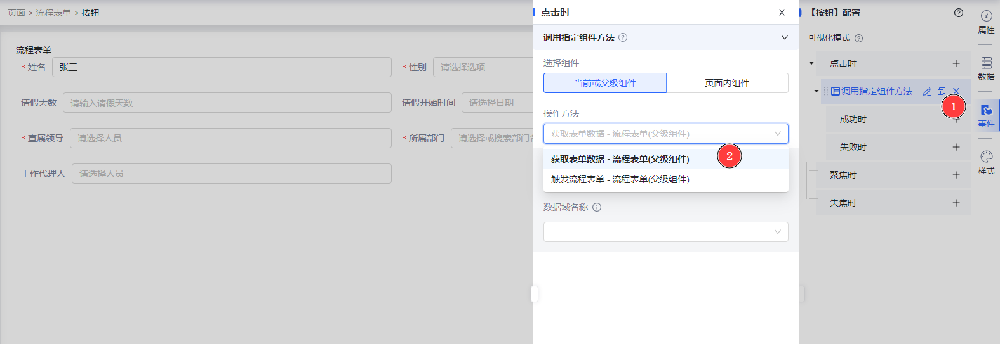 页面 > 流程表单 > 按钮
流程表单
* 姓名 张三
* 性别 请选择选项
请假天数 请输入请假天数
请假开始时间 请选择日期
* 直属领导 请选择人员
* 所属部门 请选择或搜索部门
工作代理人 请选择人员
点击时
调用指定组件方法
选择组件
当前或父级组件 页面内组件
操作方法
获取表单数据 - 流程表单(父级组件)
获取表单数据 - 流程表单(父级组件)
2
触发流程表单 - 流程表单(父级组件)
数据域名称
【按钮】配置
可视化模式
点击时
调用指定组件方法
1
成功时
失败时
聚焦时
失焦时
属性
数据
事件
样式